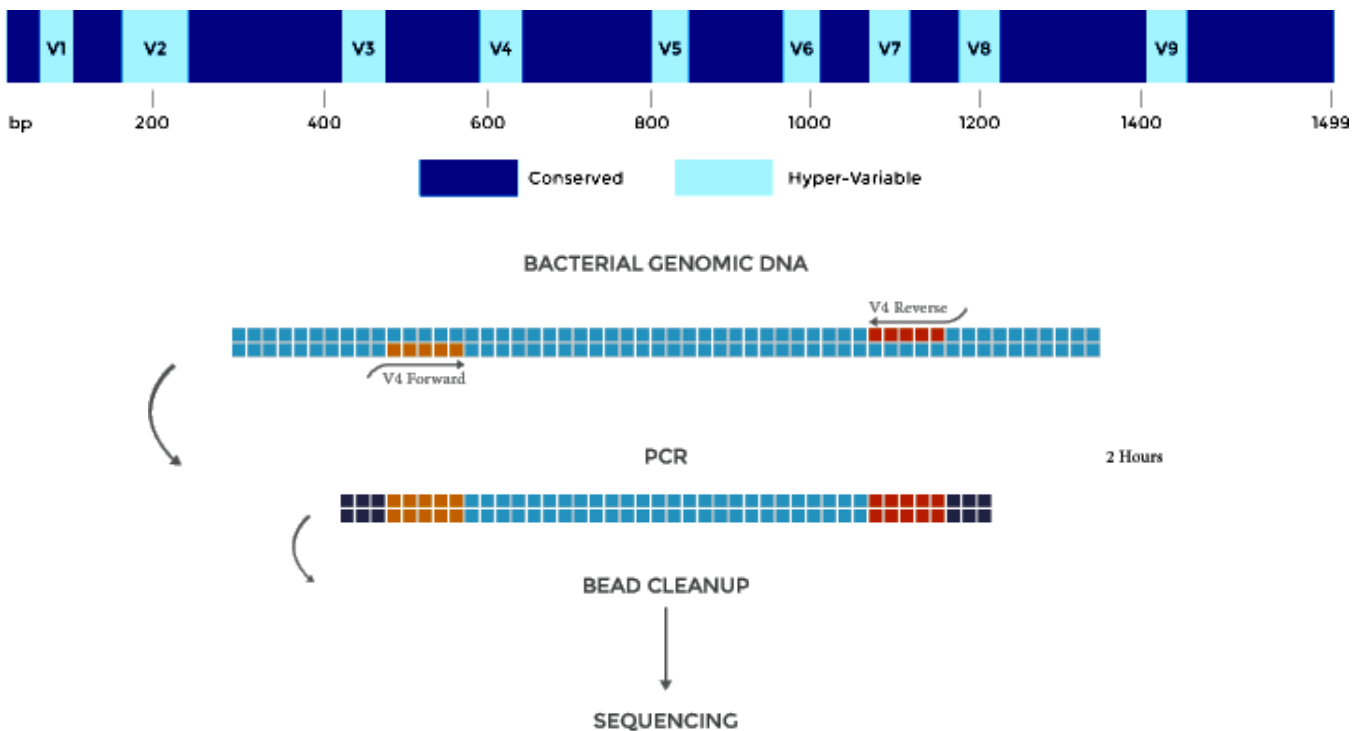 V1 V2 V3 V4 V5 V6 V7 V8 V9
bp 200 400 600 800 1000 1200 1400 1499
Conserved Hyper-Variable
BACTERIAL GENOMIC DNA
V4 Reverse
V4 Forward
PCR 2 Hours
BEAD CLEANUP
SEQUENCING